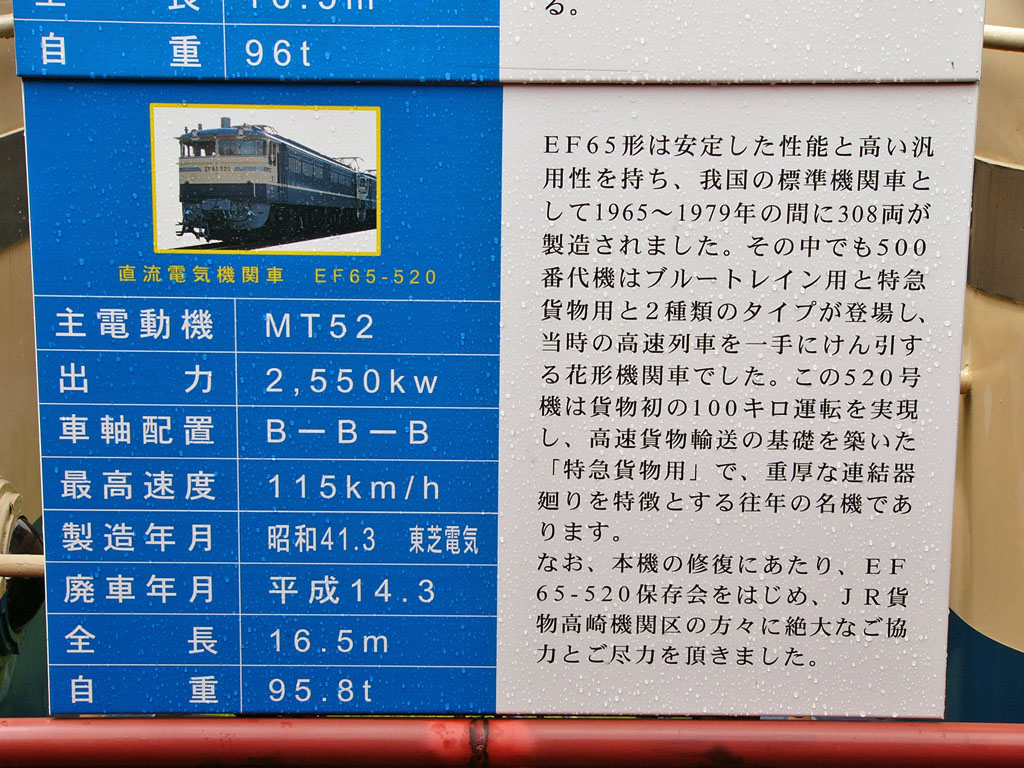 全 長 16.5m
自 重 96t
る。
EF65 520
直流電気機関車 EF65-520
主電動機 MT52
出 力 2,550kw
車軸配置 B－B－B
最高速度 115km/h
製造年月 昭和41.3 東芝電気
廃車年月 平成14.3
全 長 16.5m
自 重 95.8t
EF65形は安定した性能と高い汎
用性を持ち、我国の標準機関車と
して1965～1979年の間に308両が
製造されました。その中でも500
番代機はブルートレイン用と特急
貨物用と2種類のタイプが登場し、
当時の高速列車を一手にけん引す
る花形機関車でした。この520号
機は貨物初の100キロ運転を実現
し、高速貨物輸送の基礎を築いた
「特急貨物用」で、重厚な連結器
廻りを特徴とする往年の名機であ
ります。
なお、本機の修復にあたり、EF
65-520保存会をはじめ、JR貨
物高崎機関区の方々に絶大なご協
力とご尽力を頂きました。